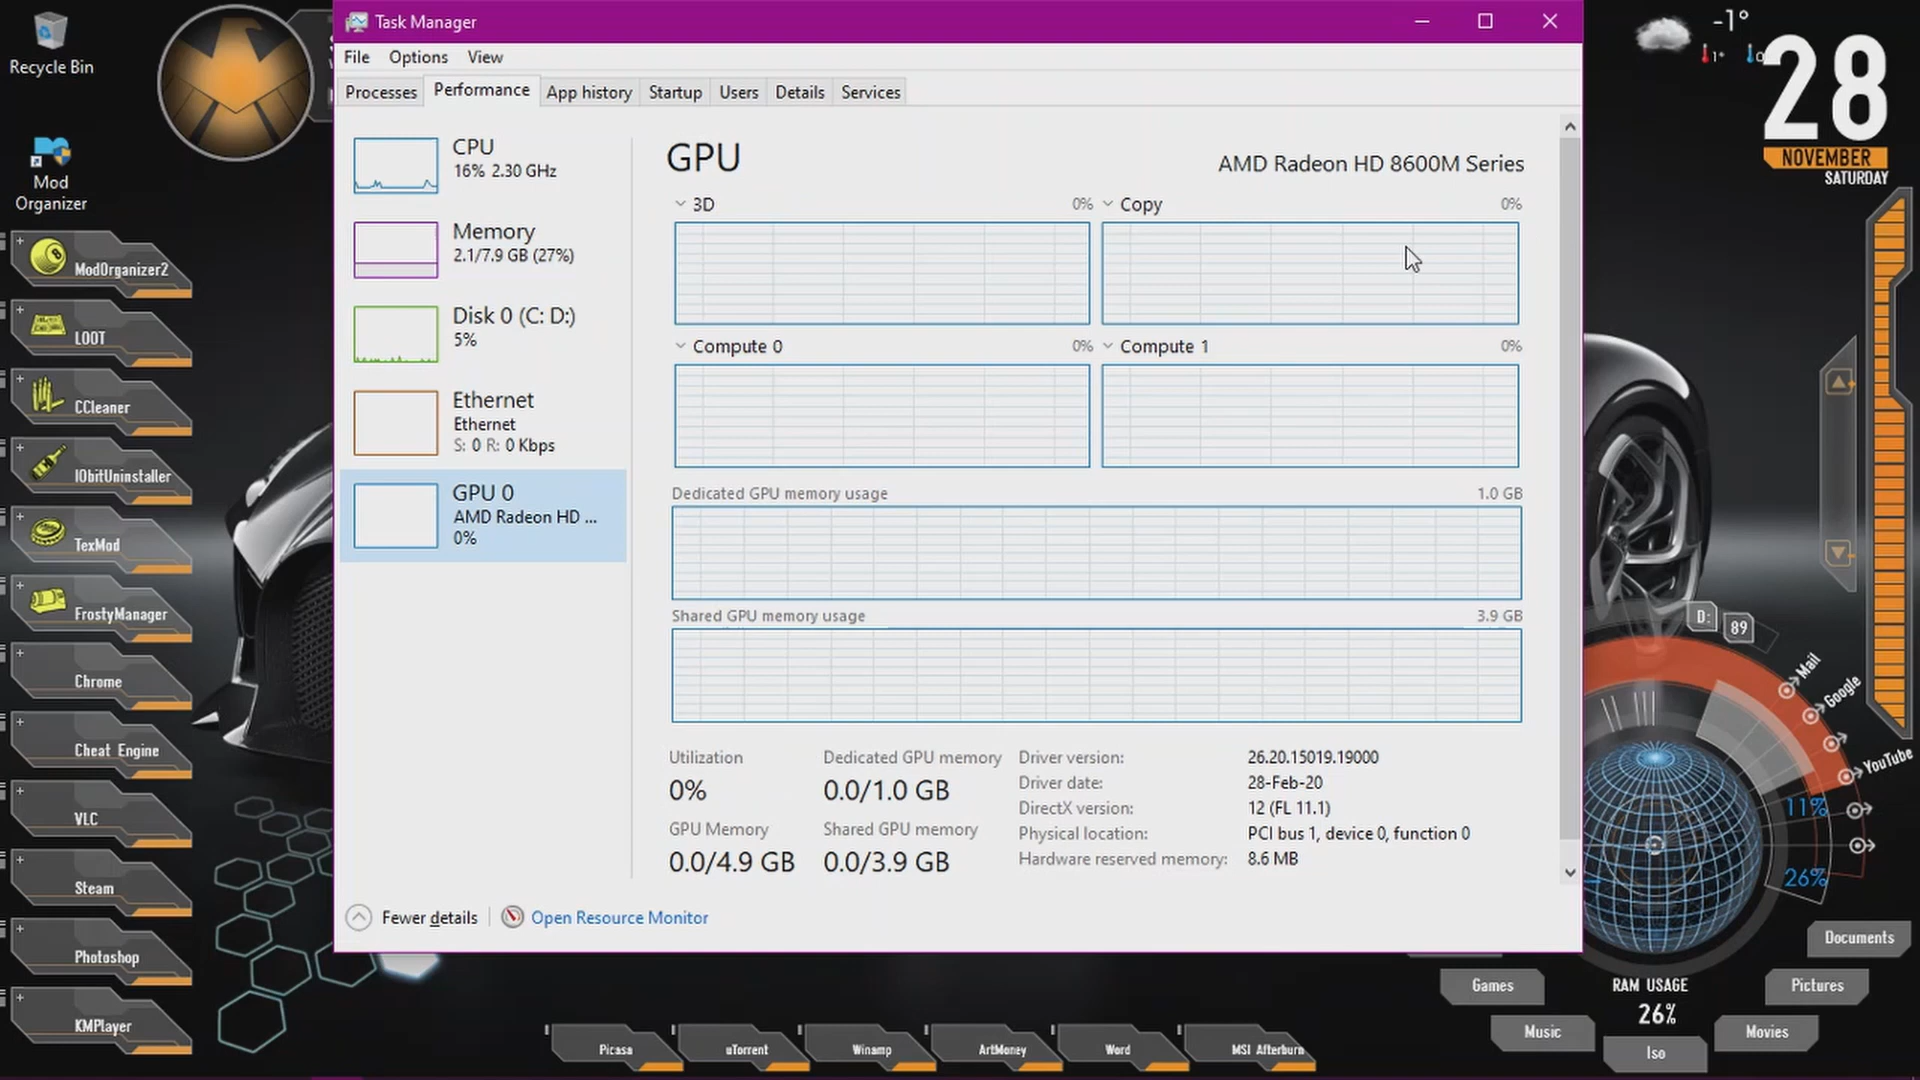 Recycle Bin
Mod
Organizer
ModOrganizer2
LOOT
CCleaner
IObitUninstaller
TexMod
FrostyManager
Chrome
Cheat Engine
VLC
Steam
Photoshop
KMPlayer
Task Manager
File Options View
Processes Performance App history Startup Users Details Services
CPU
16% 2.30 GHz
Memory
2.1/7.9 GB (27%)
Disk 0 (C: D:)
5%
Ethernet
Ethernet
S: 0 R: 0 Kbps
GPU 0
AMD Radeon HD ...
0%
GPU
AMD Radeon HD 8600M Series
3D 0% Copy 0%
Compute 0 0% Compute 1 0%
Dedicated GPU memory usage 1.0 GB
Shared GPU memory usage 3.9 GB
Utilization
0%
Dedicated GPU memory
0.0/1.0 GB
GPU Memory
0.0/4.9 GB
Shared GPU memory
0.0/3.9 GB
Driver version: 26.20.15019.19000
Driver date: 28-Feb-20
DirectX version: 12 (FL 11.1)
Physical location: PCI bus 1, device 0, function 0
Hardware reserved memory: 8.6 MB
Fewer details Open Resource Monitor
-1°
1°
28
NOVEMBER
SATURDAY
D: 89
Mail
Google
YouTube
11%
26%
Documents
Games
RAM USAGE
26%
Pictures
Music
Movies
Iso
Picasa uTorrent Winamp ArtMoney Word MSI Afterburn